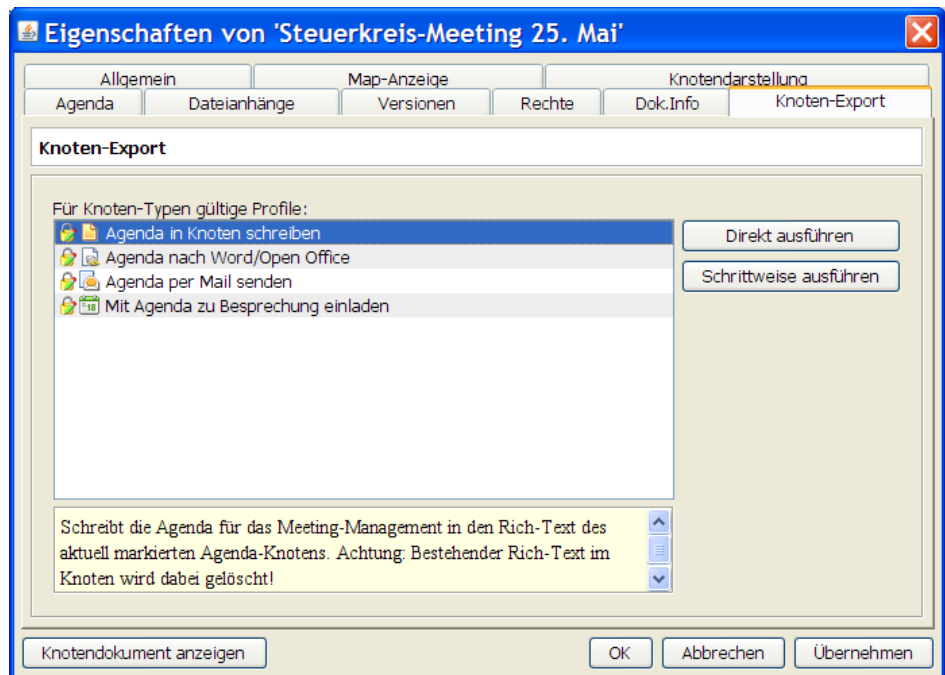 Eigenschaften von 'Steuerkreis-Meeting 25. Mai'
Allgemein Map-Anzeige Knotendarstellung
Agenda Dateianhänge Versionen Rechte Dok.Info Knoten-Export
Knoten-Export
Für Knoten-Typen gültige Profile:
Agenda in Knoten schreiben
Agenda nach Word/Open Office
Agenda per Mail senden
18 Mit Agenda zu Besprechung einladen
Direkt ausführen
Schrittweise ausführen
Schreibt die Agenda für das Meeting-Management in den Rich-Text des
aktuell markierten Agenda-Knotens. Achtung: Bestehender Rich-Text im
Knoten wird dabei gelöscht!
Knotendokument anzeigen OK Abbrechen Übernehmen